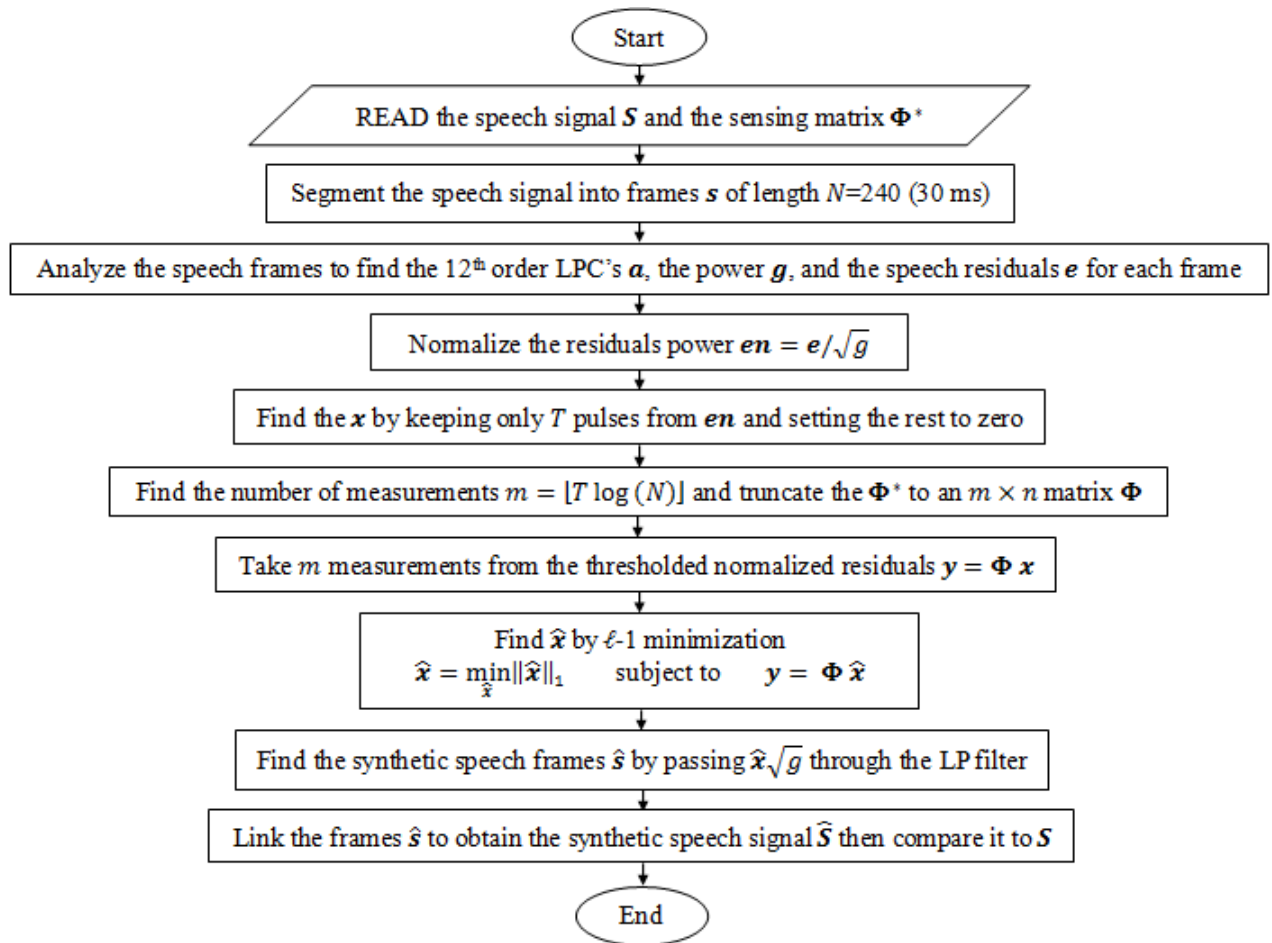 Start
READ the speech signal S and the sensing matrix Φ*
Segment the speech signal into frames s of length N=240 (30 ms)
Analyze the speech frames to find the 12th order LPC's a, the power g, and the speech residuals e for each frame
Normalize the residuals power en = e/√g
Find the x by keeping only T pulses from en and setting the rest to zero
Find the number of measurements m = ⌊T log (N)⌋ and truncate the Φ* to an m × n matrix Φ
Take m measurements from the thresholded normalized residuals y = Φ x
Find x̂ by ℓ-1 minimization
x̂ = min‖x̂‖₁ subject to y = Φ x̂
x̂
Find the synthetic speech frames ŝ by passing x̂√g through the LP filter
Link the frames ŝ to obtain the synthetic speech signal Ŝ then compare it to S
End